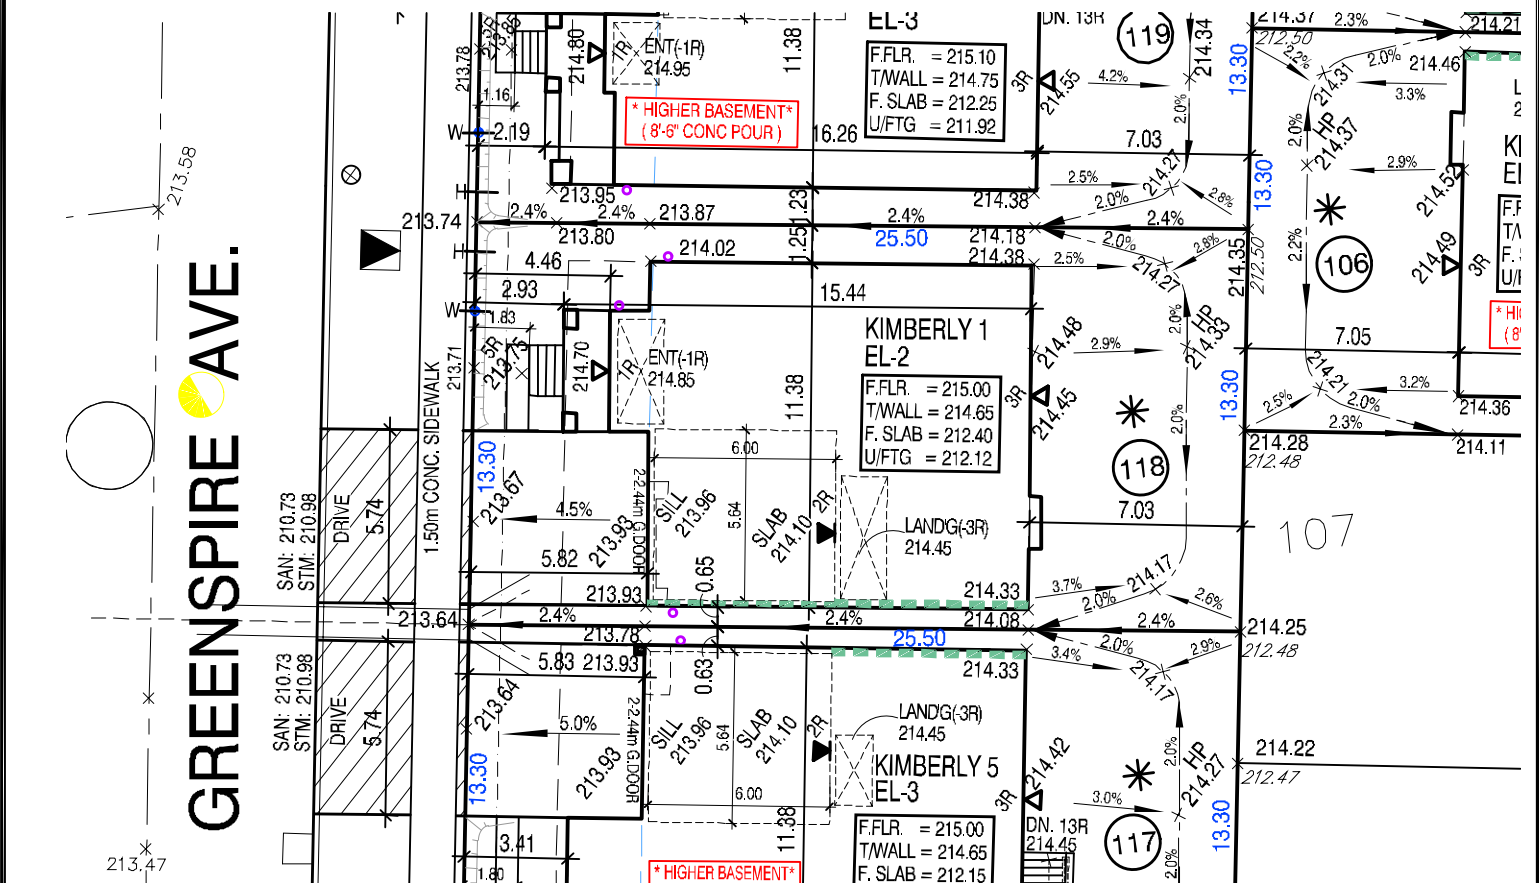 GREENSPIRE AVE.
213.58
213.47
SAN: 210.73
STM: 210.98
DRIVE
5.74
SAN: 210.73
STM: 210.98
DRIVE
5.74
1.50m CONC. SIDEWALK
213.78
5R
213.85
1.16
W
2.19
H
213.74
H
W
213.71
214.80
1R
ENT(-1R)
214.95
* HIGHER BASEMENT*
( 8'-6" CONC POUR )
11.38
16.26
EL-3
F.FLR. = 215.10
T/WALL = 214.75
F. SLAB = 212.25
U/FTG = 211.92
DN. 13R
119
214.34
3R
214.55
4.2%
2.0%
7.03
13.30
213.95
214.38
2.5%
214.27
2.0%
2.8%
2.4%
2.4%
213.87
1.23
2.4%
2.4%
213.80
25.50
214.18
214.02
1.25
214.38
2.0%
2.5%
214.27
2.8%
214.35
212.50
13.30
4.46
2.93
1.83
15.44
5R
213.75
214.70
1R
ENT(-1R)
214.85
11.38
KIMBERLY 1
EL-2
F.FLR. = 215.00
T/WALL = 214.65
F. SLAB = 212.40
U/FTG = 212.12
214.48
2.9%
3R
214.45
2.0%
HP
214.33
2.0%
118
13.30
7.03
13.30
213.67
4.5%
213.93
2-2.44m G.DOOR
6.00
SILL
213.96
5.64
SLAB
214.10
2R
LAND'G(-3R)
214.45
5.82
213.93
0.65
214.33
3.7%
214.17
2.0%
2.6%
213.64
2.4%
2.4%
214.08
2.4%
214.25
213.78
25.50
2.0%
212.48
5.83
213.93
0.63
214.33
3.4%
214.17
2.9%
213.64
5.0%
213.93
2-2.44m G.DOOR
13.30
SILL
213.96
5.64
SLAB
214.10
2R
LAND'G(-3R)
214.45
6.00
KIMBERLY 5
EL-3
F.FLR. = 215.00
T/WALL = 214.65
F. SLAB = 212.15
11.38
* HIGHER BASEMENT*
3.41
1.80
214.42
3R
3.0%
DN. 13R
214.45
117
2.0%
HP
214.27
2.0%
13.30
214.22
212.47
107
214.37
212.50
2.3%
214.21
2.2%
2.0%
214.31
214.46
3.3%
2.0%
HP
214.37
2.9%
214.52
106
2.2%
214.49
3R
7.05
214.21
3.2%
2.5%
2.0%
2.3%
214.36
214.28
212.48
214.11